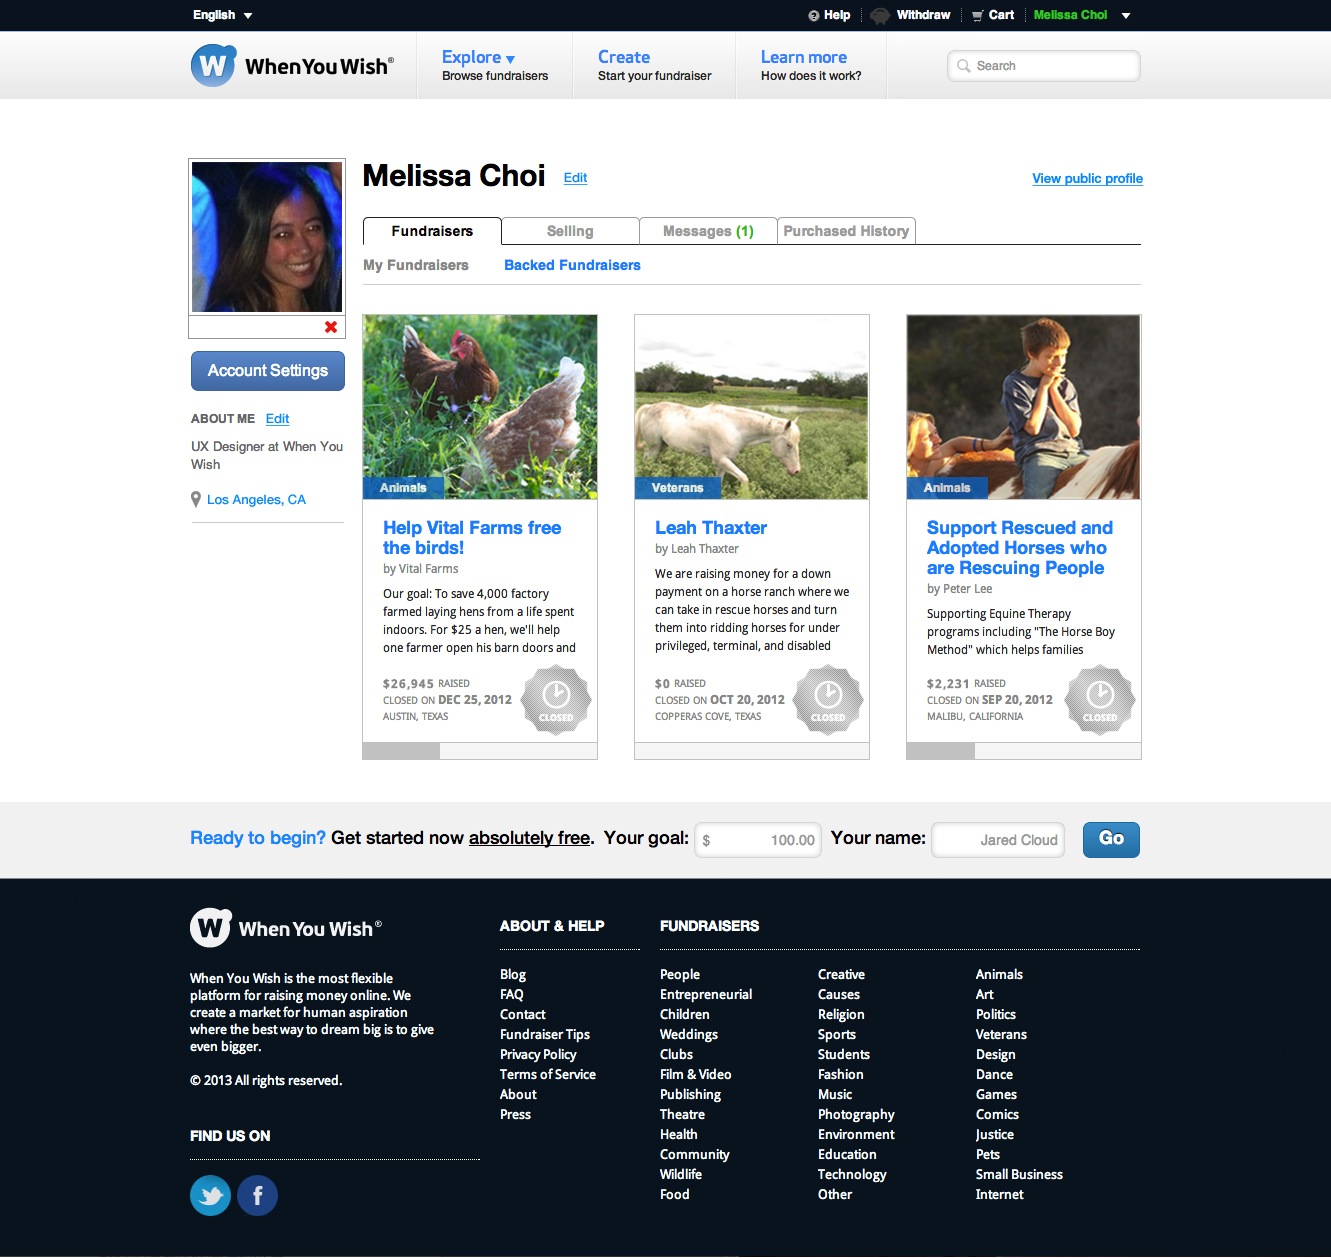 English
Help
Withdraw
Cart
Melissa Choi
W WhenYouWish®
Explore
Browse fundraisers
Create
Start your fundraiser
Learn more
How does it work?
Search
Melissa Choi Edit
View public profile
Fundraisers
Selling
Messages (1)
Purchased History
My Fundraisers
Backed Fundraisers
Account Settings
ABOUT ME Edit
UX Designer at When You
Wish
Los Angeles, CA
Animals
Help Vital Farms free
the birds!
by Vital Farms
Our goal: To save 4,000 factory
farmed laying hens from a life spent
indoors. For $25 a hen, we'll help
one farmer open his barn doors and
$26,945 RAISED
CLOSED ON DEC 25, 2012
AUSTIN, TEXAS
CLOSED
Veterans
Leah Thaxter
by Leah Thaxter
We are raising money for a down
payment on a horse ranch where we
can take in rescue horses and turn
them into ridding horses for under
privileged, terminal, and disabled
$0 RAISED
CLOSED ON OCT 20, 2012
COPPERAS COVE, TEXAS
CLOSED
Animals
Support Rescued and
Adopted Horses who
are Rescuing People
by Peter Lee
Supporting Equine Therapy
programs including "The Horse Boy
Method" which helps families
$2,231 RAISED
CLOSED ON SEP 20, 2012
MALIBU, CALIFORNIA
CLOSED
Ready to begin? Get started now absolutely free. Your goal: $ 100.00 Your name: Jared Cloud Go
W When You Wish®
When You Wish is the most flexible
platform for raising money online. We
create a market for human aspiration
where the best way to dream big is to give
even bigger.
© 2013 All rights reserved.
FIND US ON
f
ABOUT & HELP
Blog
FAQ
Contact
Fundraiser Tips
Privacy Policy
Terms of Service
About
Press
FUNDRAISERS
People
Entrepreneurial
Children
Weddings
Clubs
Film & Video
Publishing
Theatre
Health
Community
Wildlife
Food
Creative
Causes
Religion
Sports
Students
Fashion
Music
Photography
Environment
Education
Technology
Other
Animals
Art
Politics
Veterans
Design
Dance
Games
Comics
Justice
Pets
Small Business
Internet